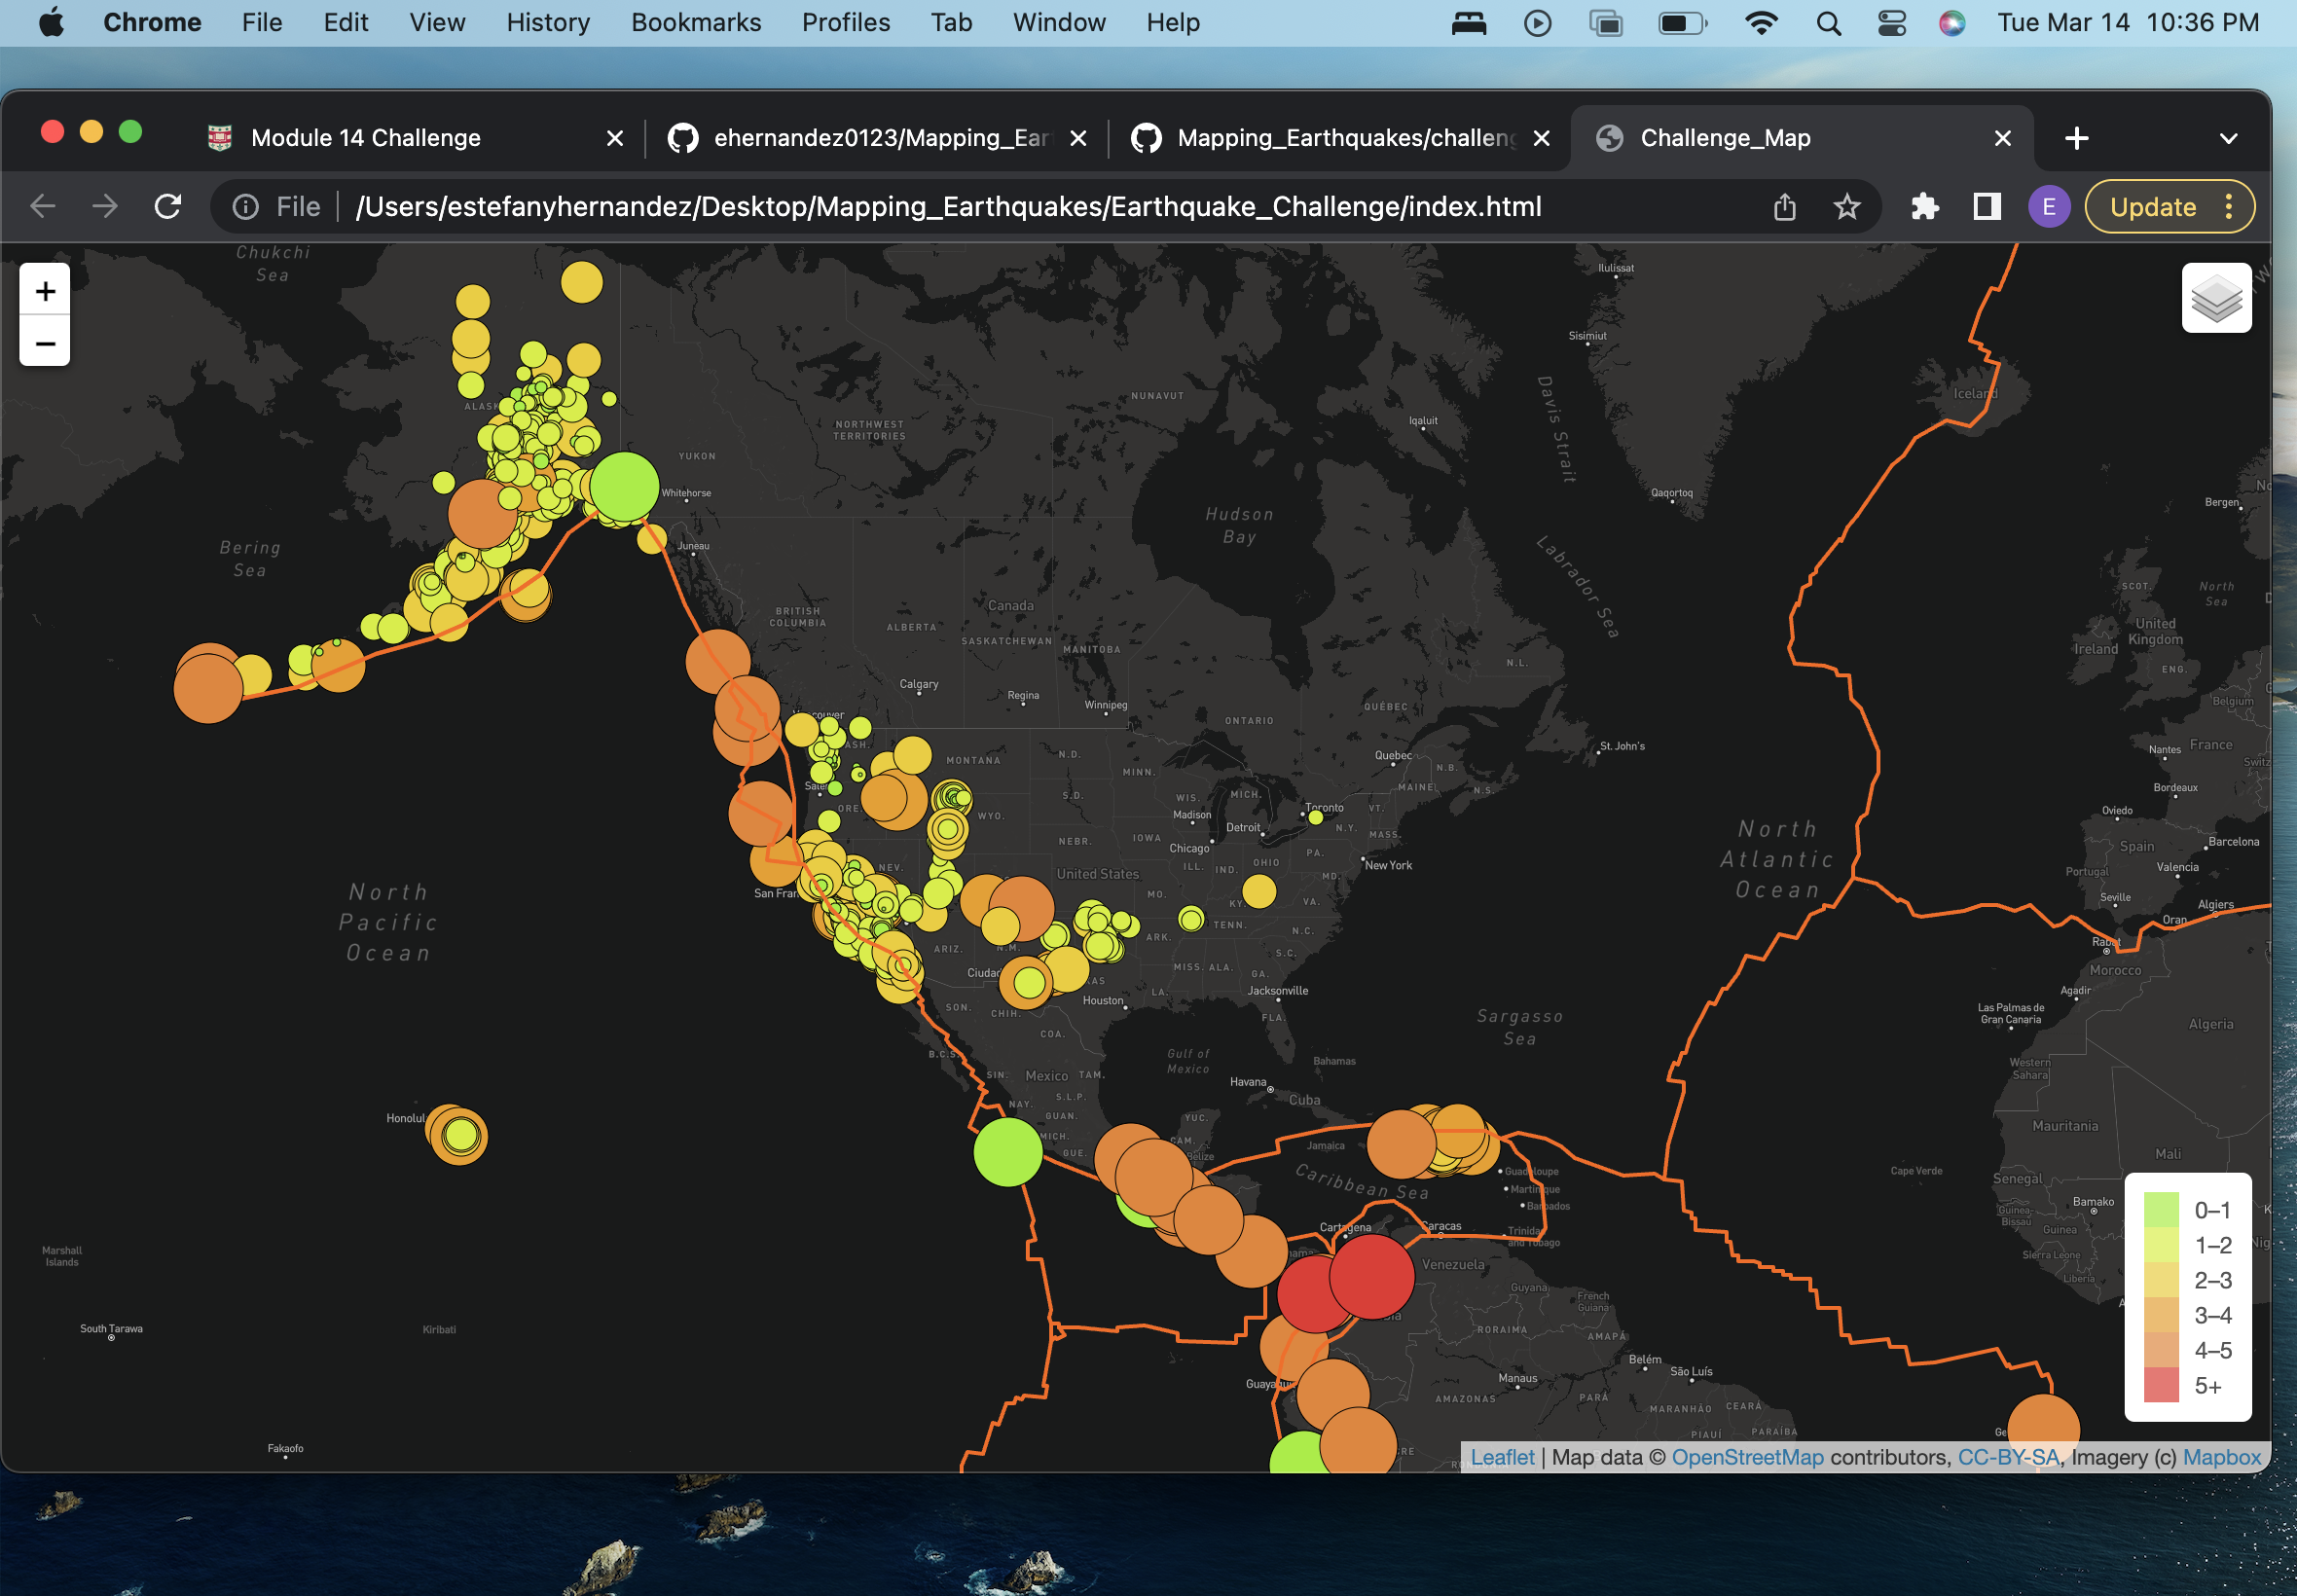 Chrome File Edit View History Bookmarks Profiles Tab Window Help Tue Mar 14 10:36 PM
Module 14 Challenge
ehernandez0123/Mapping_Ear
Mapping_Earthquakes/challeng
Challenge_Map
File /Users/estefanyhernandez/Desktop/Mapping_Earthquakes/Earthquake_Challenge/index.html
E
Update
+
−
Chukchi
Sea
Ilulissat
Sisimiut
Davis Strait
Iceland
ALASK
NUNAVUT
NORTHWEST
TERRITORIES
Iqaluit
YUKON
Whitehorse
Qaqortoq
Bergen
Hudson
Bay
Labrador Sea
Bering
Sea
Juneau
SCOT.
North
Sea
Canada
BRITISH
COLUMBIA
ALBERTA
SASKATCHEWAN
MANITOBA
United
Kingdom
Ireland
ENG.
N.L.
Calgary
Regina
Winnipeg
ONTARIO
QUÉBEC
Belgium
St. John's
Nantes
France
Quebec
N.B.
MAINE
N.S.
MONTANA
N.D.
MINN.
S.D.
WIS.
MICH.
Madison
Toronto
VT.
Bordeaux
Oviedo
ORE.
WYO.
Detroit
N.Y.
MASS.
Chicago
NEBR.
IOWA
New York
North
Atlantic
Ocean
Spain
Barcelona
Valencia
Portugal
Seville
Algiers
Oran
NEV.
San Fran
United States
ILL.
IND.
OHIO
PA.
MD.
MO.
KY.
VA.
TENN.
N.C.
ARK.
ARIZ.
N.M.
S.C.
MISS.
ALA.
GA.
North
Pacific
Ocean
Rabat
Morocco
Agadir
Ciudad
LA.
Houston
Jacksonville
FLA.
SON.
CHIH.
COA.
Las Palmas de
Gran Canaria
Algeria
Sargasso
Sea
Western
Sahara
B.C.S.
Gulf of
Mexico
Bahamas
Havana
Cuba
SIN.
Mexico
TAM.
NAY.
S.L.P.
GUAN.
YUC.
CAM.
MICH.
GUE.
Belize
Honolul
Jamaica
Mauritania
Mali
Cape Verde
Senegal
Guadeloupe
Martinique
Barbados
Caribbean Sea
Bamako
Guinea
Bissau
Guinea
Cartagena
Caracas
Trinidad
and Tobago
Sierra Leone
Liberia
Marshall
Islands
Venezuela
Guyana
French
Guiana
RORAIMA
AMAPÁ
South Tarawa
Kiribati
Belém
São Luís
Manaus
AMAZONAS
PARÁ
MARANHÃO
CEARÁ
PIAUÍ
PARAÍBA
Fakaofo
0–1
1–2
2–3
3–4
4–5
5+
Leaflet | Map data © OpenStreetMap contributors, CC-BY-SA, Imagery (c) Mapbox